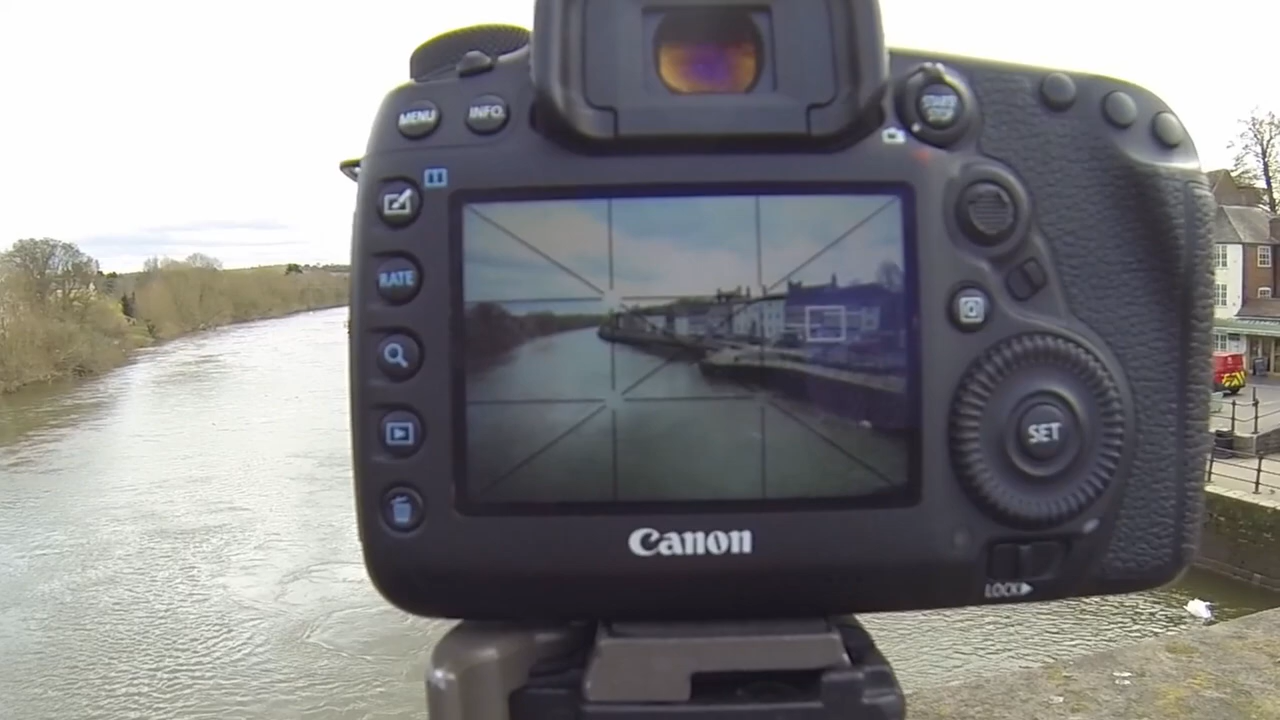 MENU
INFO.
START/
STOP
RATE
SET
Canon
LOCK▶